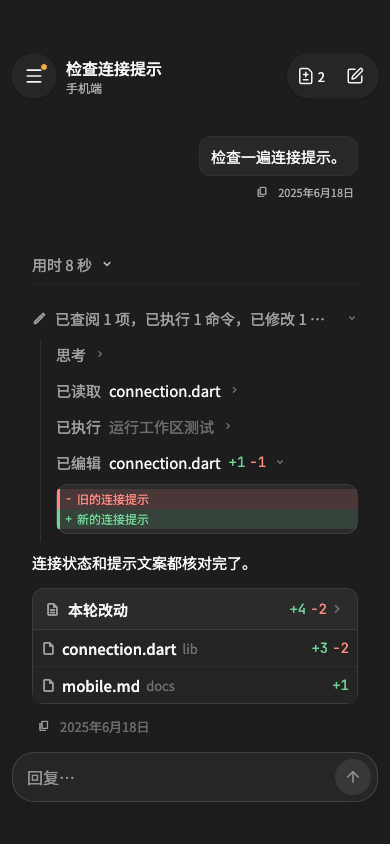 检查连接提示
手机端
2
检查一遍连接提示。
2025年6月18日
用时 8 秒
已查阅 1 项，已执行 1 命令，已修改 1 …
思考
已读取 connection.dart
已执行 运行工作区测试
已编辑 connection.dart +1 -1
- 旧的连接提示
+ 新的连接提示
连接状态和提示文案都核对完了。
本轮改动 +4 -2
connection.dart lib +3 -2
mobile.md docs +1
2025年6月18日
回复…